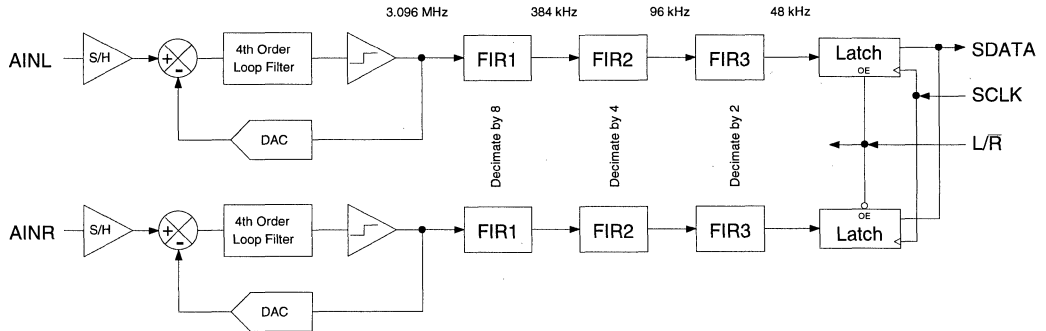 3.096 MHz 384 kHz 96 kHz 48 kHz
AINL S/H + - 4th Order Loop Filter FIR1 FIR2 FIR3 Latch OE SDATA
SCLK
DAC
Decimate by 8
Decimate by 4
Decimate by 2
L/R̅
AINR S/H + - 4th Order Loop Filter FIR1 FIR2 FIR3 OE Latch
DAC